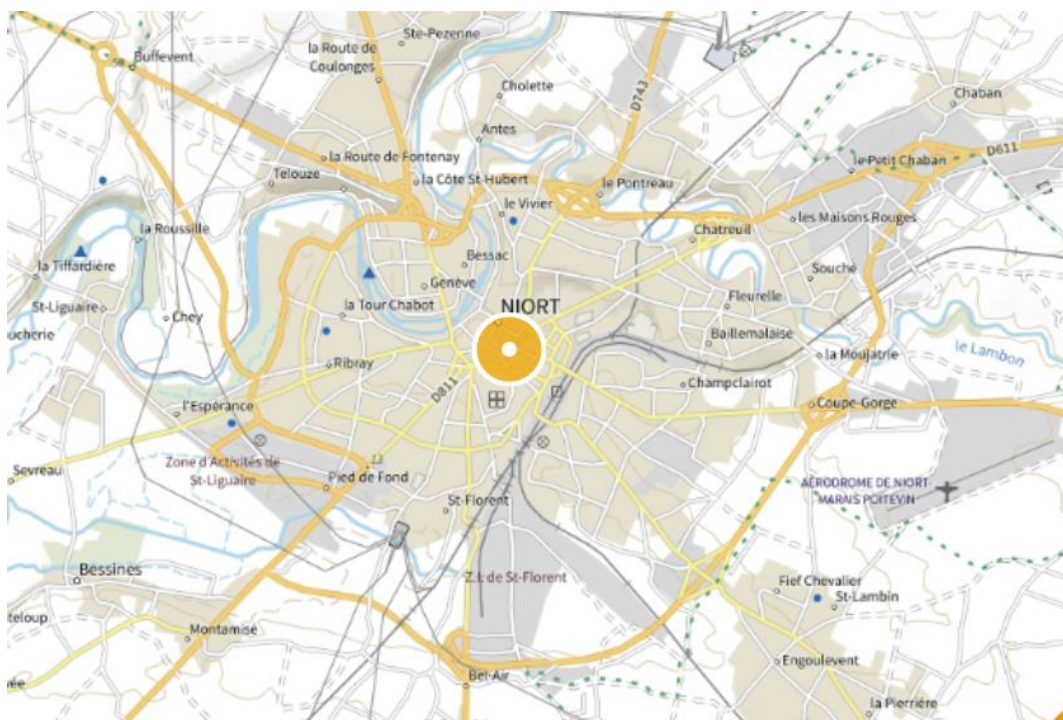 Ste-Pezenne
la Route de
Coulonges
Buffevent
Cholette
Chaban
D743
Antes
D611
la Route de Fontenay
le Petit Chaban
Telouze
la Côte St-Hubert
le Pontreau
le Vivier
les Maisons Rouges
la Roussille
Chatreuil
Bessac
la Tiffardière
Souché
Genève
St-Liguaire
la Tour Chabot
NIORT
Fleurelle
Chey
Baillemalaise
ucherie
la Moujatrie
le Lambon
Ribray
D811
Champclairot
l'Espérance
Coupe-Gorge
Zone d'Activités de
St-Liguaire
Sevreau
Pied de Fond
AÉRODROME DE NIORT-
MARAIS POITEVIN
St-Florent
Bessines
Z.I. de St-Florent
Fief Chevalier
St-Lambin
teloup
Montamisé
Engoulevent
Bel-Air
née
la Pierrière